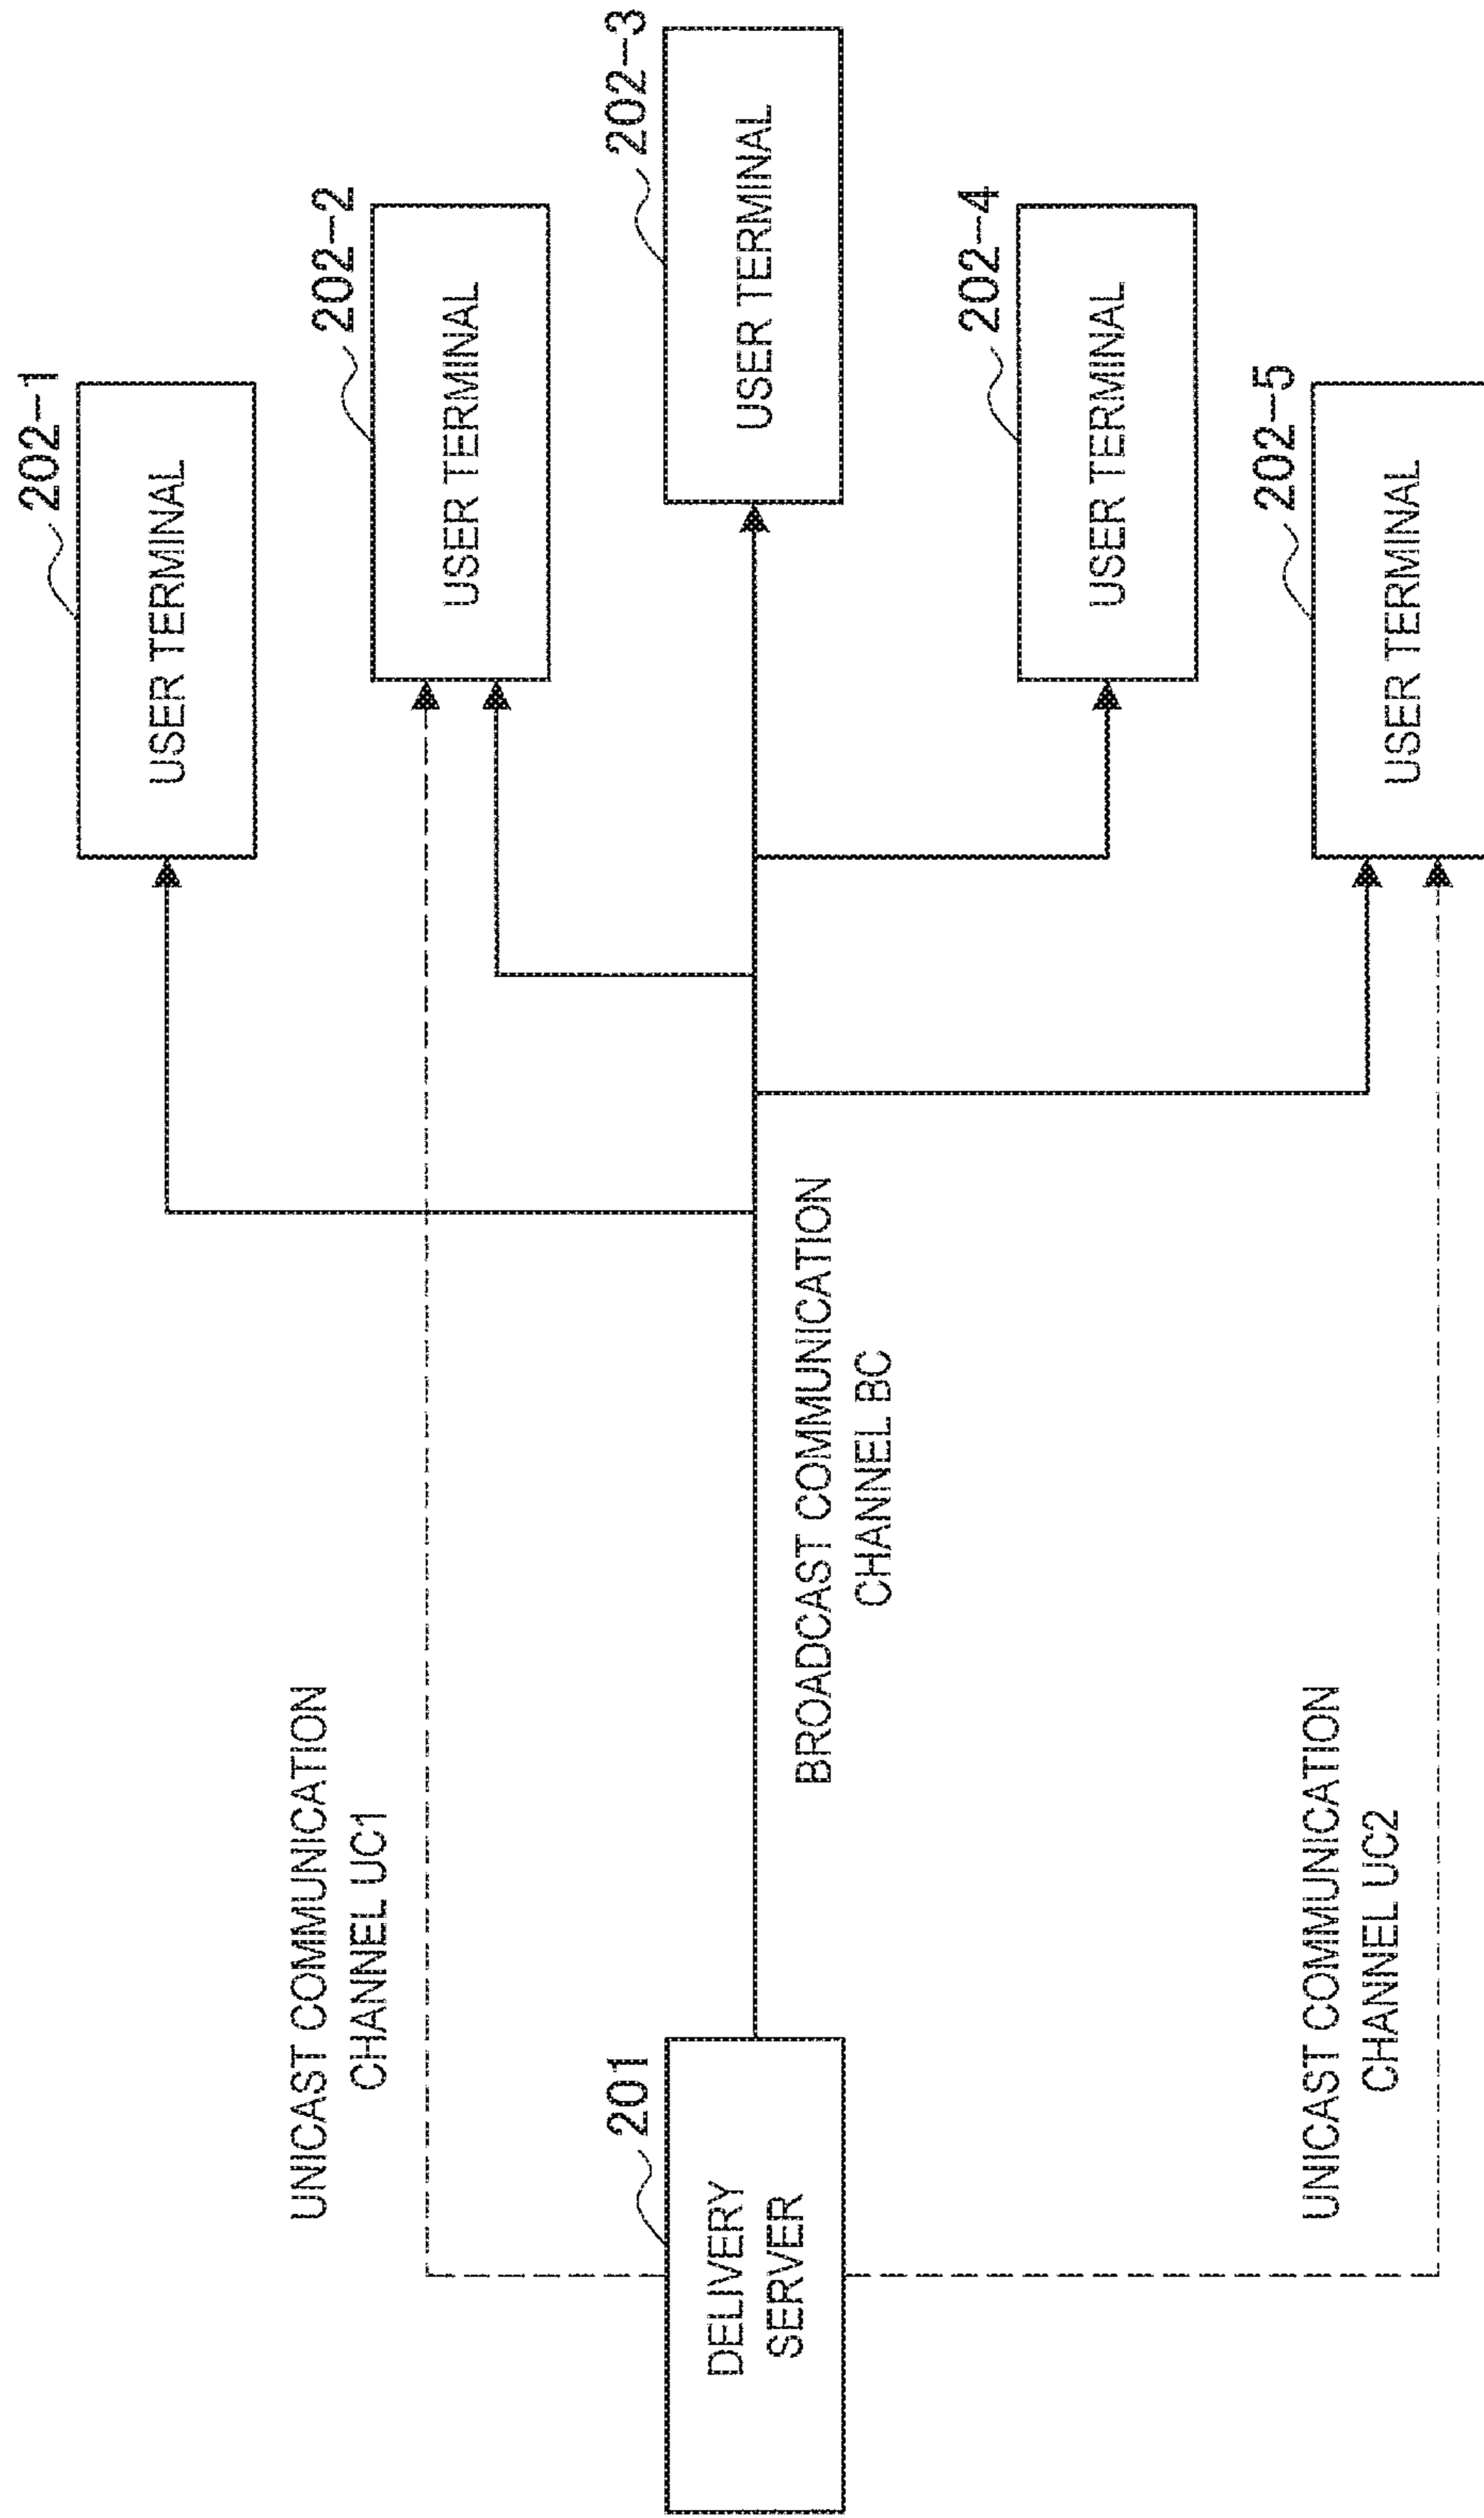 202-1
USER TERMINAL
202-2
USER TERMINAL
202-3
USER TERMINAL
202-4
USER TERMINAL
202-5
USER TERMINAL
UNICAST COMMUNICATION
CHANNEL UC1
BROADCAST COMMUNICATION
CHANNEL BC
UNICAST COMMUNICATION
CHANNEL UC2
201
DELIVERY
SERVER